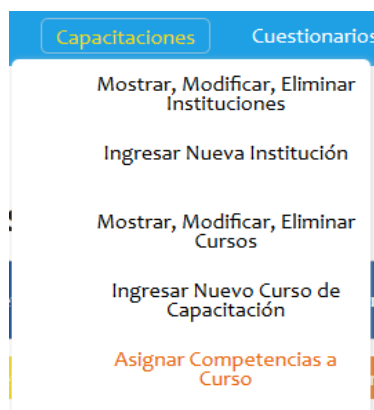 Capacitaciones Cuestionarios
Mostrar, Modificar, Eliminar
Instituciones
Ingresar Nueva Institución
Mostrar, Modificar, Eliminar
Cursos
Ingresar Nuevo Curso de
Capacitación
Asignar Competencias a
Curso